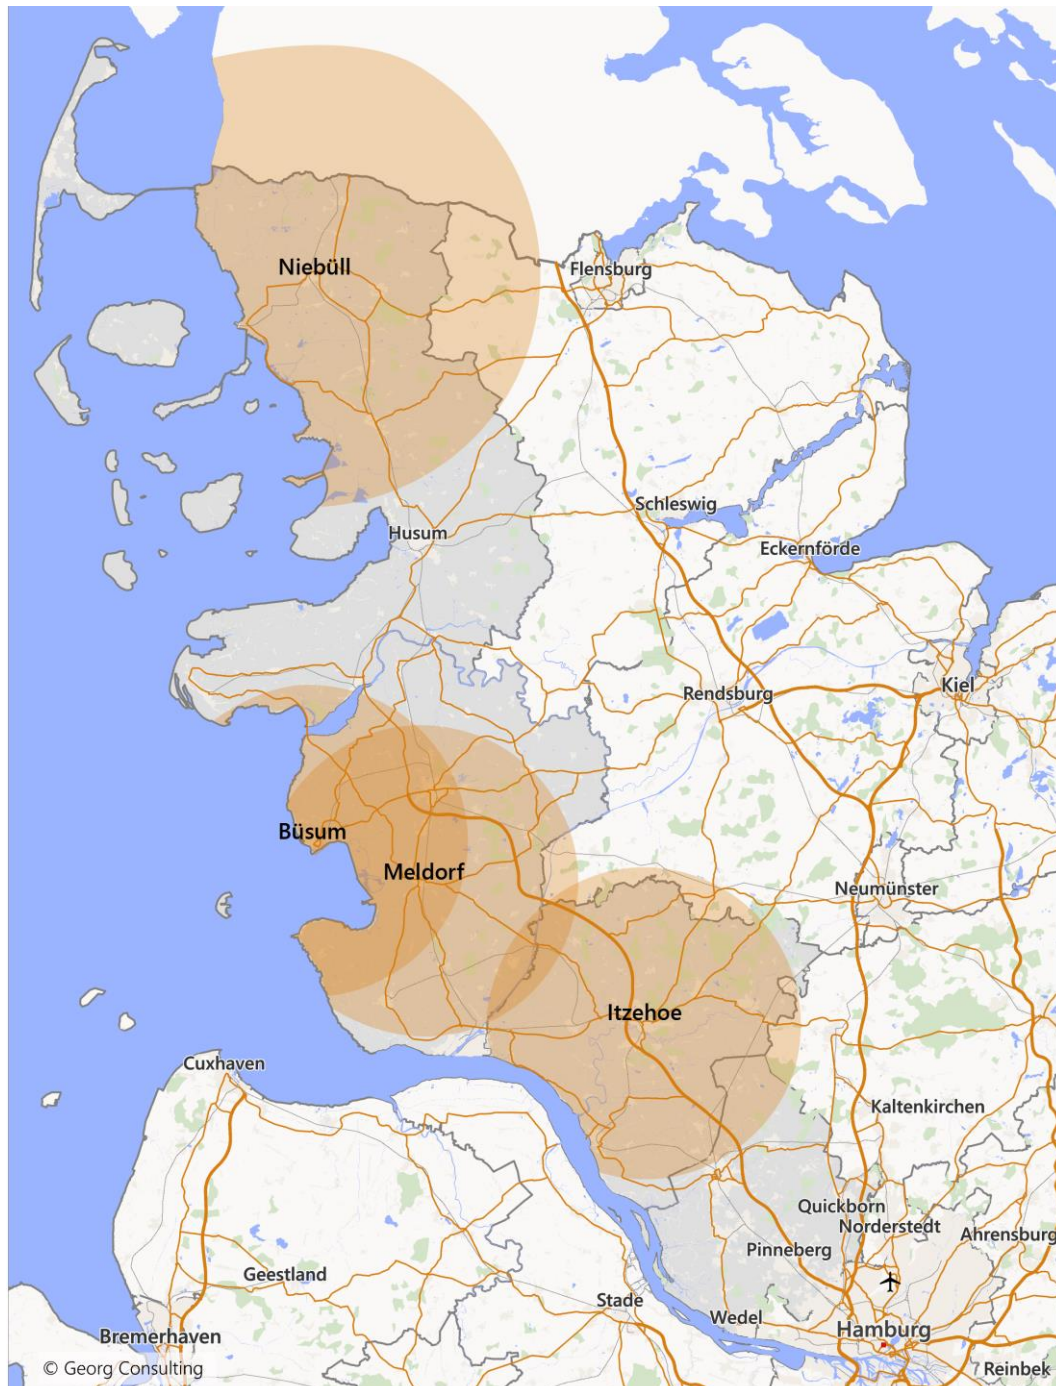 Niebüll
Flensburg
Schleswig
Husum
Eckernförde
Rendsburg
Kiel
Büsum
Meldorf
Neumünster
Itzehoe
Cuxhaven
Kaltenkirchen
Quickborn
Norderstedt
Ahrensburg
Pinneberg
Geestland
Stade
Wedel
Hamburg
Bremerhaven
© Georg Consulting
Reinbek